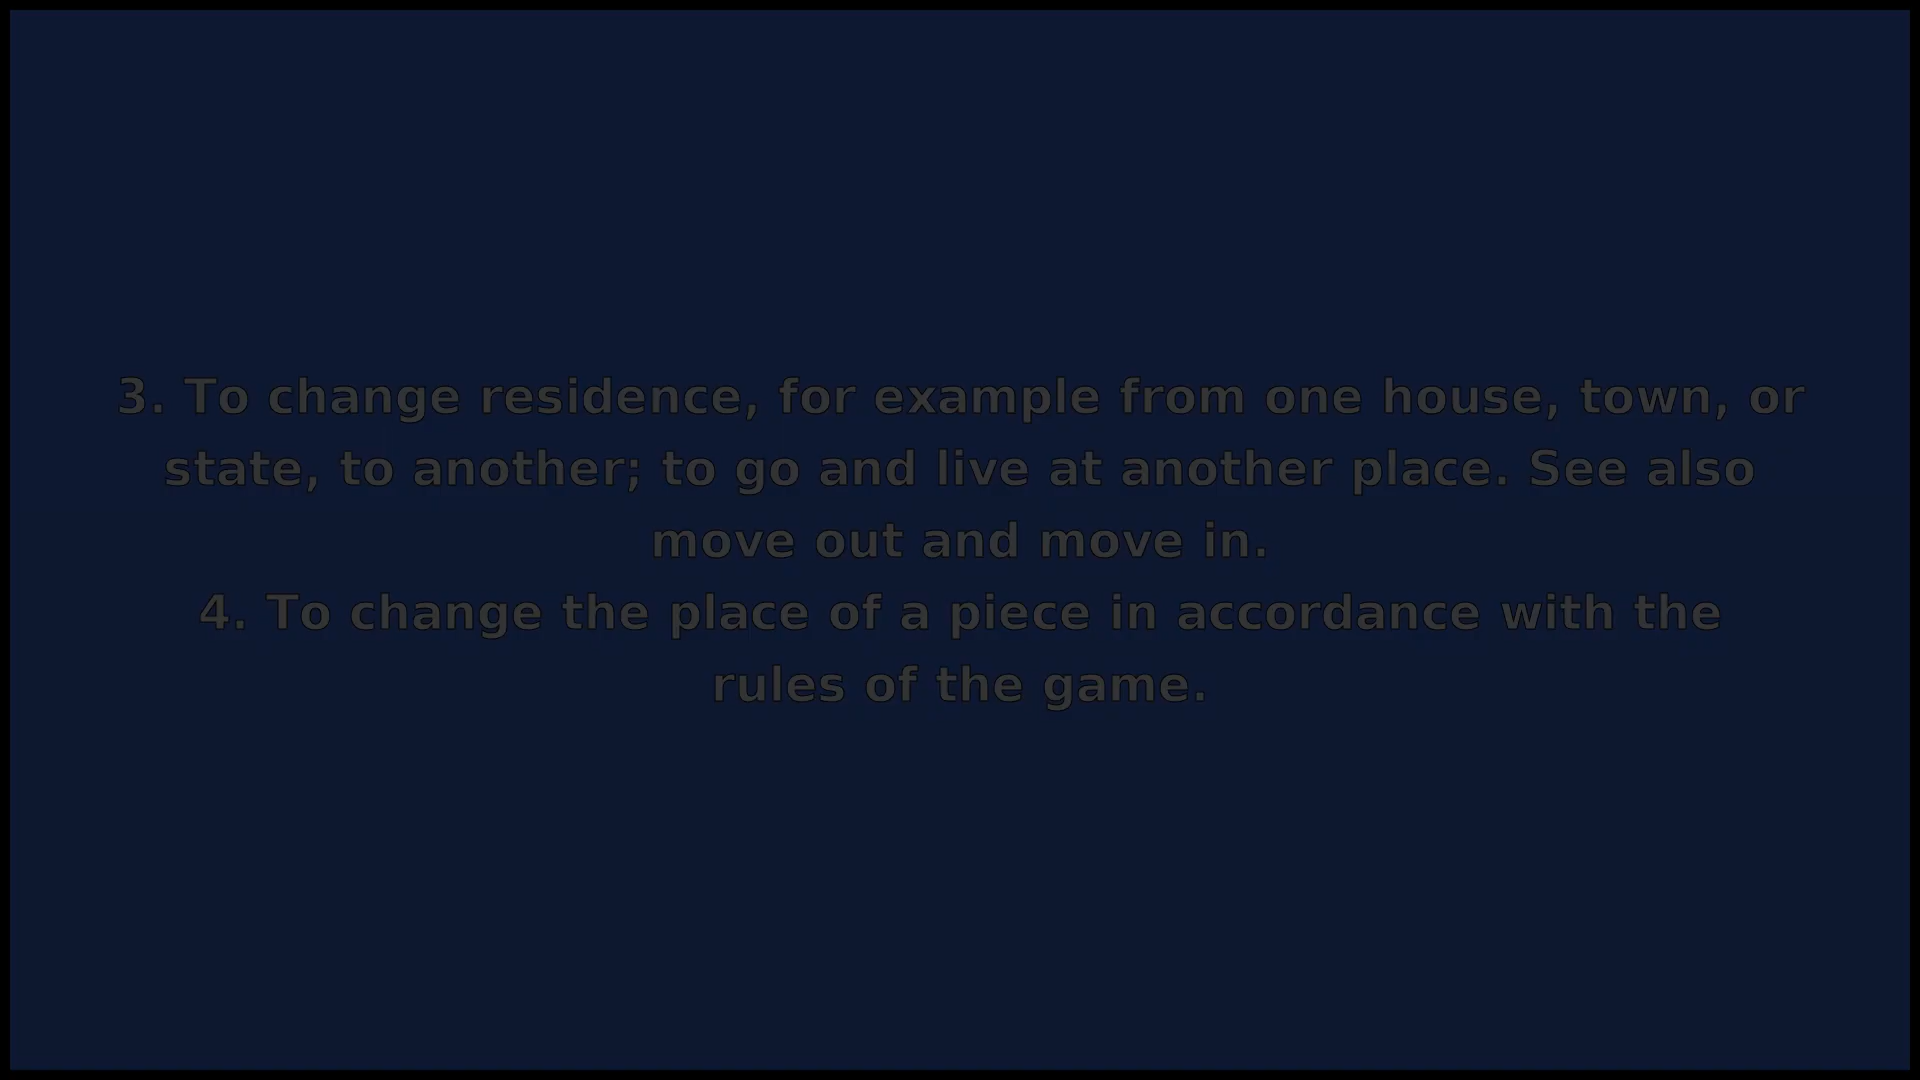 3. To change residence, for example from one house, town, or
state, to another; to go and live at another place. See also
move out and move in.
4. To change the place of a piece in accordance with the
rules of the game.